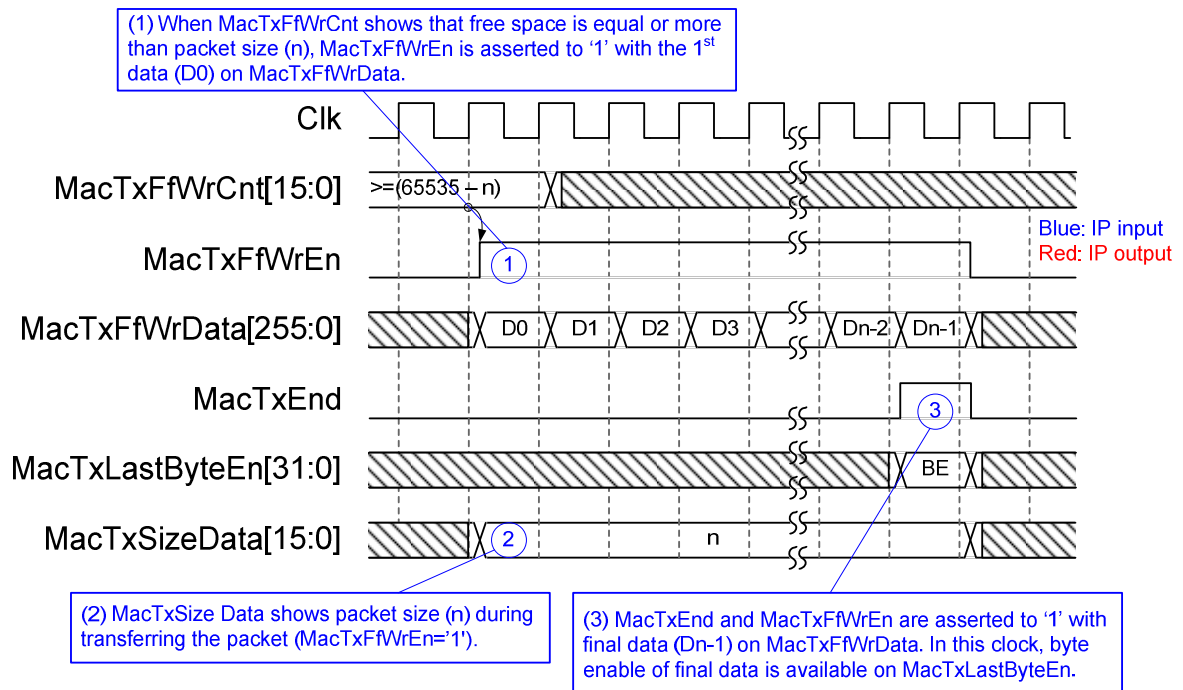 (1) When MacTxFfWrCnt shows that free space is equal or more
than packet size (n), MacTxFfWrEn is asserted to ‘1’ with the 1st
data (D0) on MacTxFfWrData.
Clk
MacTxFfWrCnt[15:0]
>=(65535 – n)
Blue: IP input
Red: IP output
MacTxFfWrEn
1
MacTxFfWrData[255:0]
D0 D1 D2 D3 Dn-2 Dn-1
MacTxEnd
3
MacTxLastByteEn[31:0]
BE
MacTxSizeData[15:0]
2 n
(2) MacTxSize Data shows packet size (n) during
transferring the packet (MacTxFfWrEn=’1’).
(3) MacTxEnd and MacTxFfWrEn are asserted to ‘1’ with
final data (Dn-1) on MacTxFfWrData. In this clock, byte
enable of final data is available on MacTxLastByteEn.